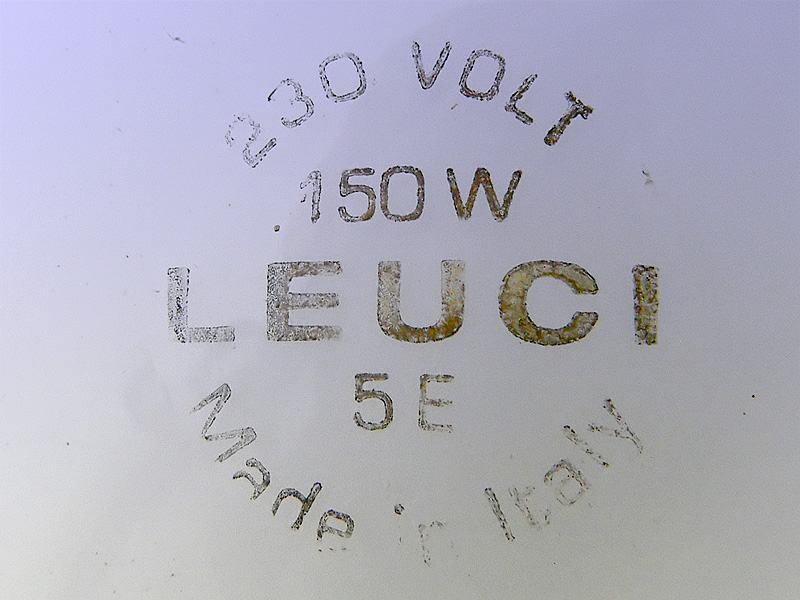 230 VOLT
150 W
LEUCI
5E
Made in Italy